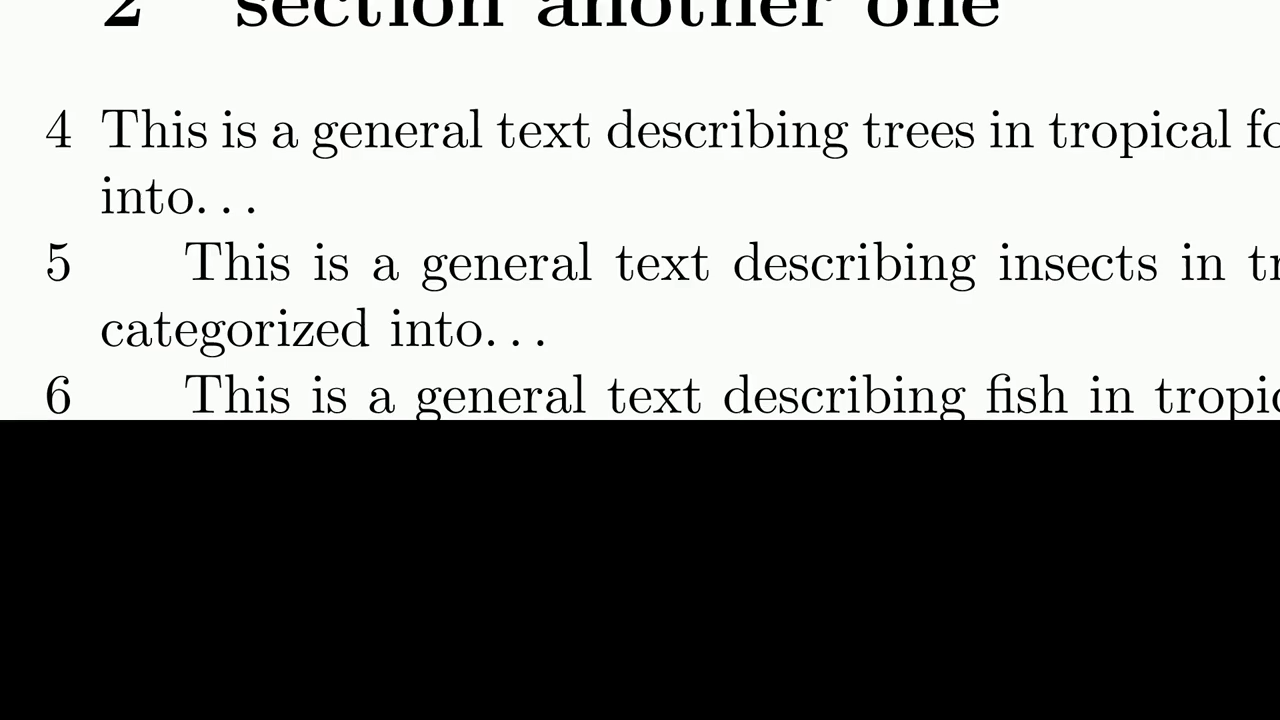 2 section another one
4 This is a general text describing trees in tropical
into...
5 This is a general text describing insects in
categorized into...
6 This is a general text describing fish in